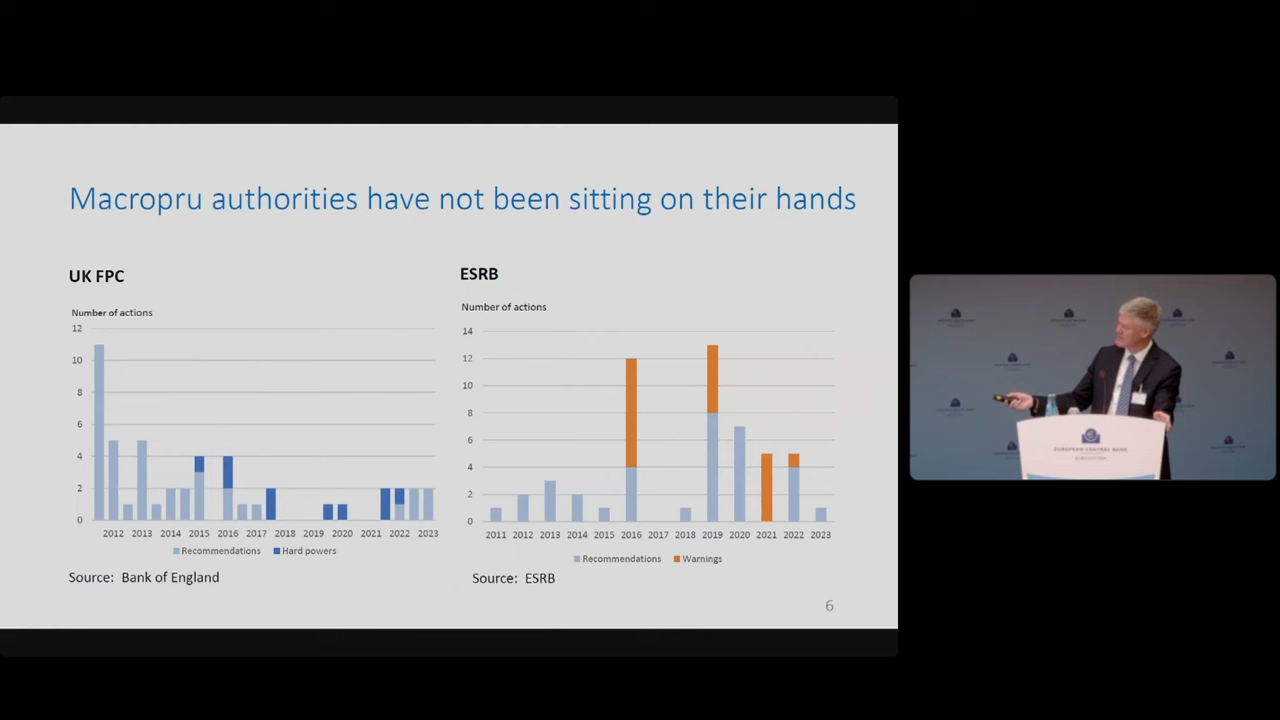 Macropru authorities have not been sitting on their hands
UK FPC
Number of actions
12
10
8
6
4
2
0
2012 2013 2014 2015 2016 2017 2018 2019 2020 2021 2022 2023
Recommendations Hard powers
Source: Bank of England
ESRB
Number of actions
14
12
10
8
6
4
2
0
2011 2012 2013 2014 2015 2016 2017 2018 2019 2020 2021 2022 2023
Recommendations Warnings
Source: ESRB
6
EUROPEAN CENTRAL BANK